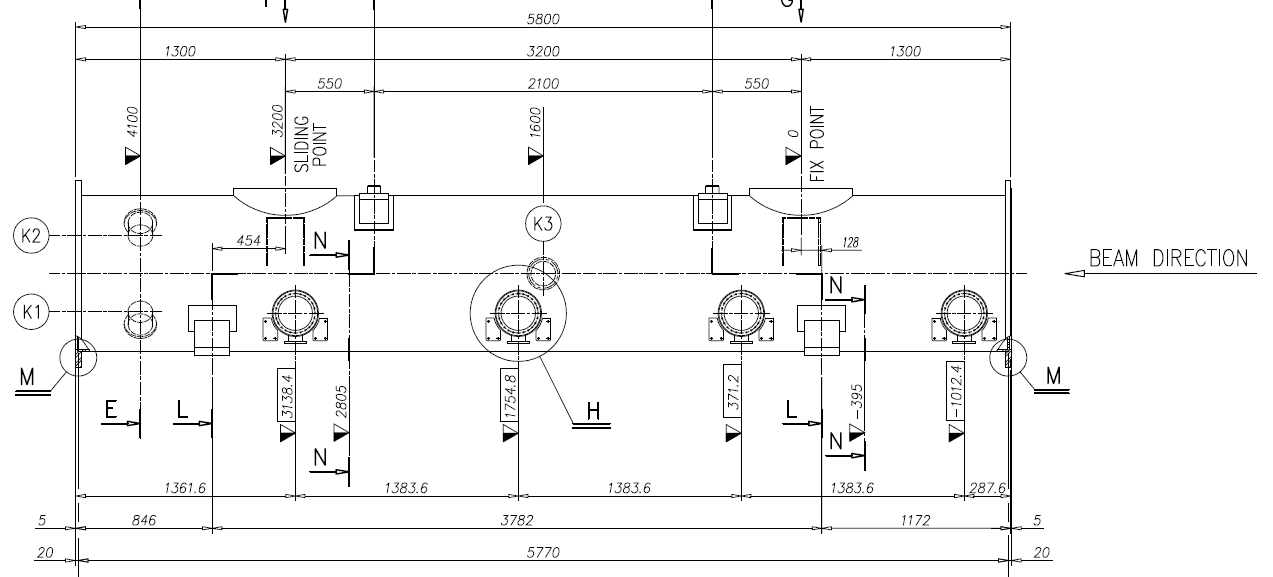 5800
1300 3200 1300
550 2100 550
4100
3200
SLIDING
POINT
1600
0
FIX POINT
K2
K3
454
N
128
BEAM DIRECTION
N
K1
M
M
3138.4
2805
1754.8
371.2
-395
-1012.4
E
L
H
L
N
N
1361.6 1383.6 1383.6 1383.6 287.6
5 846 3782 1172 5
20 5770 20